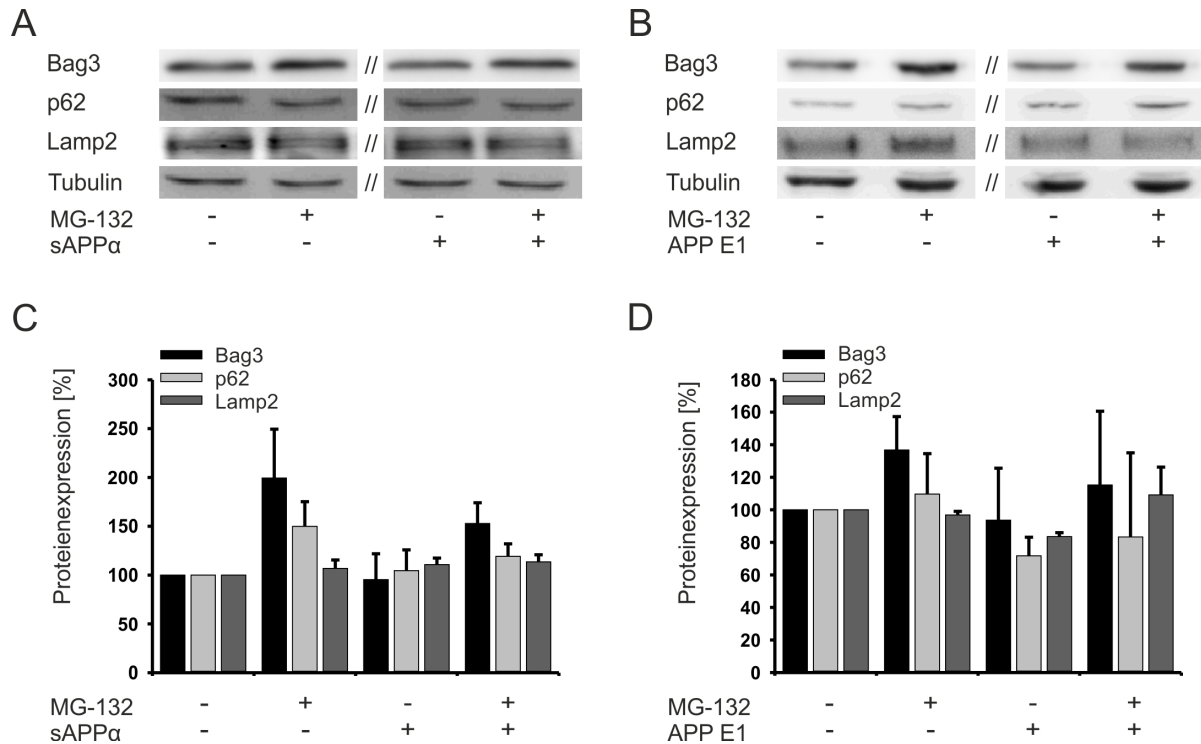 A
Bag3 //
p62 //
Lamp2 //
Tubulin //
MG-132 - + - +
sAPPα - - + +
B
Bag3 //
p62 //
Lamp2 //
Tubulin //
MG-132 - + - +
APP E1 - - + +
C
Bag3
p62
Lamp2
Proteienexpression [%]
300
250
200
150
100
50
0
MG-132 - + - +
sAPPα - - + +
D
Bag3
p62
Lamp2
Proteinexpression [%]
180
160
140
120
100
80
60
40
20
0
MG-132 - + - +
APP E1 - - + +